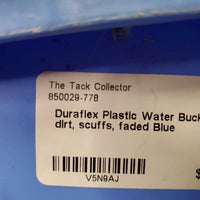 The Tack Collector
850029-778
Duraflex Plastic Water Buck
dirt, scuffs, faded Blue
V5N9AJ
$